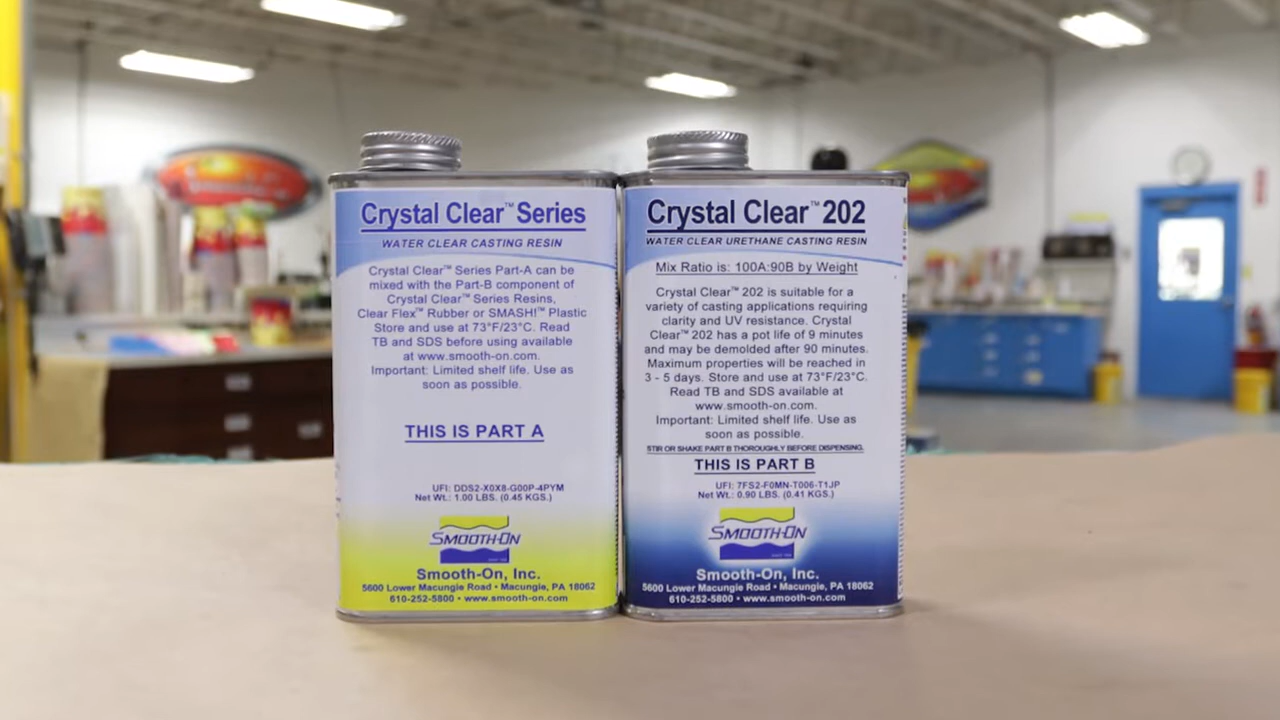 Crystal Clear™ Series
WATER CLEAR CASTING RESIN
Crystal Clear™ Series Part-A can be
mixed with the Part-B component of
Crystal Clear™ Series Resins,
Clear Flex™ Rubber or SMASH!™ Plastic
Store and use at 73°F/23°C. Read
TB and SDS before using available
at www.smooth-on.com.
Important: Limited shelf life. Use as
soon as possible.
THIS IS PART A
UFI: DDS2-X0X8-G00P-4PYM
Net Wt.: 1.00 LBS. (0.45 KGS.)
SMOOTH-ON
Smooth-On, Inc.
5600 Lower Macungie Road • Macungie, PA 18062
610-252-5800 • www.smooth-on.com
Crystal Clear™ 202
WATER CLEAR URETHANE CASTING RESIN
Mix Ratio is: 100A:90B by Weight
Crystal Clear™ 202 is suitable for a
variety of casting applications requiring
clarity and UV resistance. Crystal
Clear™ 202 has a pot life of 9 minutes
and may be demolded after 90 minutes.
Maximum properties will be reached in
3 - 5 days. Store and use at 73°F/23°C.
Read TB and SDS available at
www.smooth-on.com.
Important: Limited shelf life. Use as
soon as possible.
STIR OR SHAKE PART B THOROUGHLY BEFORE DISPENSING.
THIS IS PART B
UFI: 7FS2-F0MN-T006-T1JP
Net Wt.: 0.90 LBS. (0.41 KGS.)
SMOOTH-ON
Smooth-On, Inc.
5600 Lower Macungie Road • Macungie, PA 18062
610-252-5800 • www.smooth-on.com